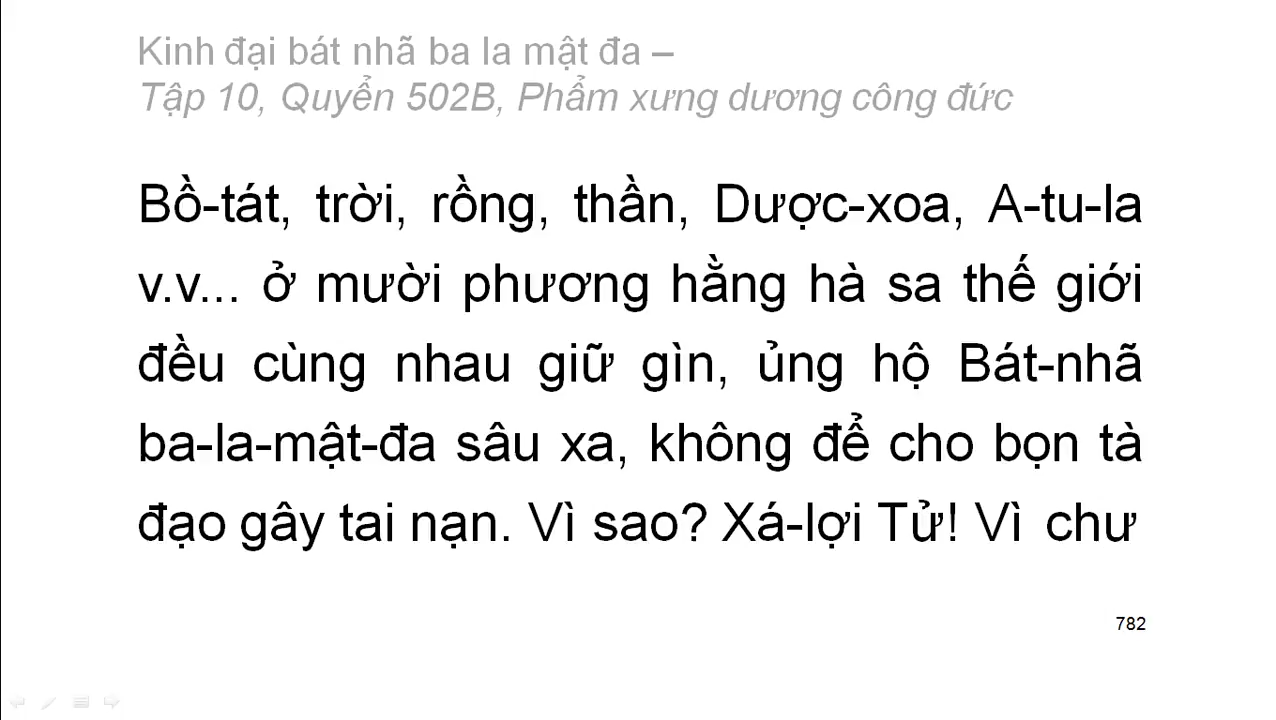 Kinh đại bát nhã ba la mật đa –
Tập 10, Quyển 502B, Phẩm xưng dương công đức
Bồ-tát, trời, rồng, thần, Dược-xoa, A-tu-la
v.v... ở mười phương hằng hà sa thế giới
đều cùng nhau giữ gìn, ủng hộ Bát-nhã
ba-la-mật-đa sâu xa, không để cho bọn tà
đạo gây tai nạn. Vì sao? Xá-lợi Tử! Vì chư
782